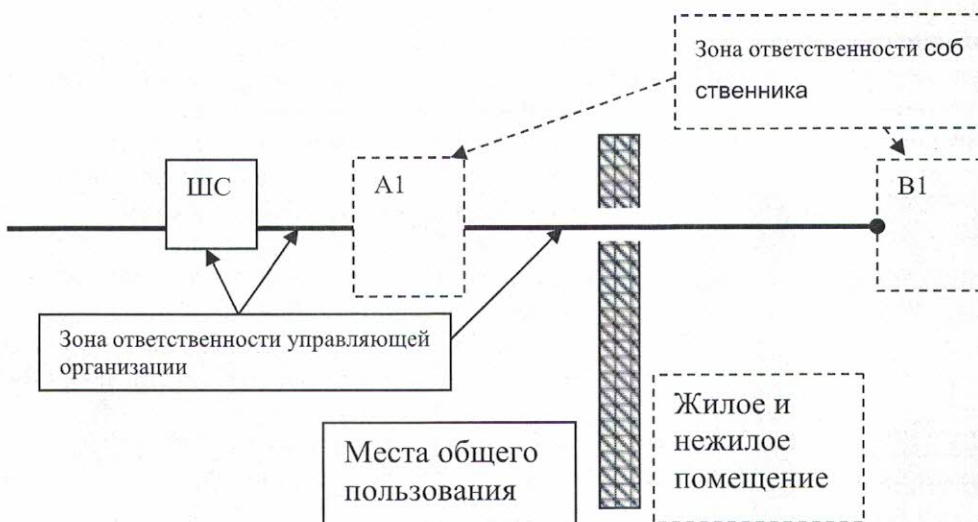 Зона ответственности соб
ственника
ШС
А1
В1
Зона ответственности управляющей
организации
Места общего
пользования
Жилое и
нежилое
помещение